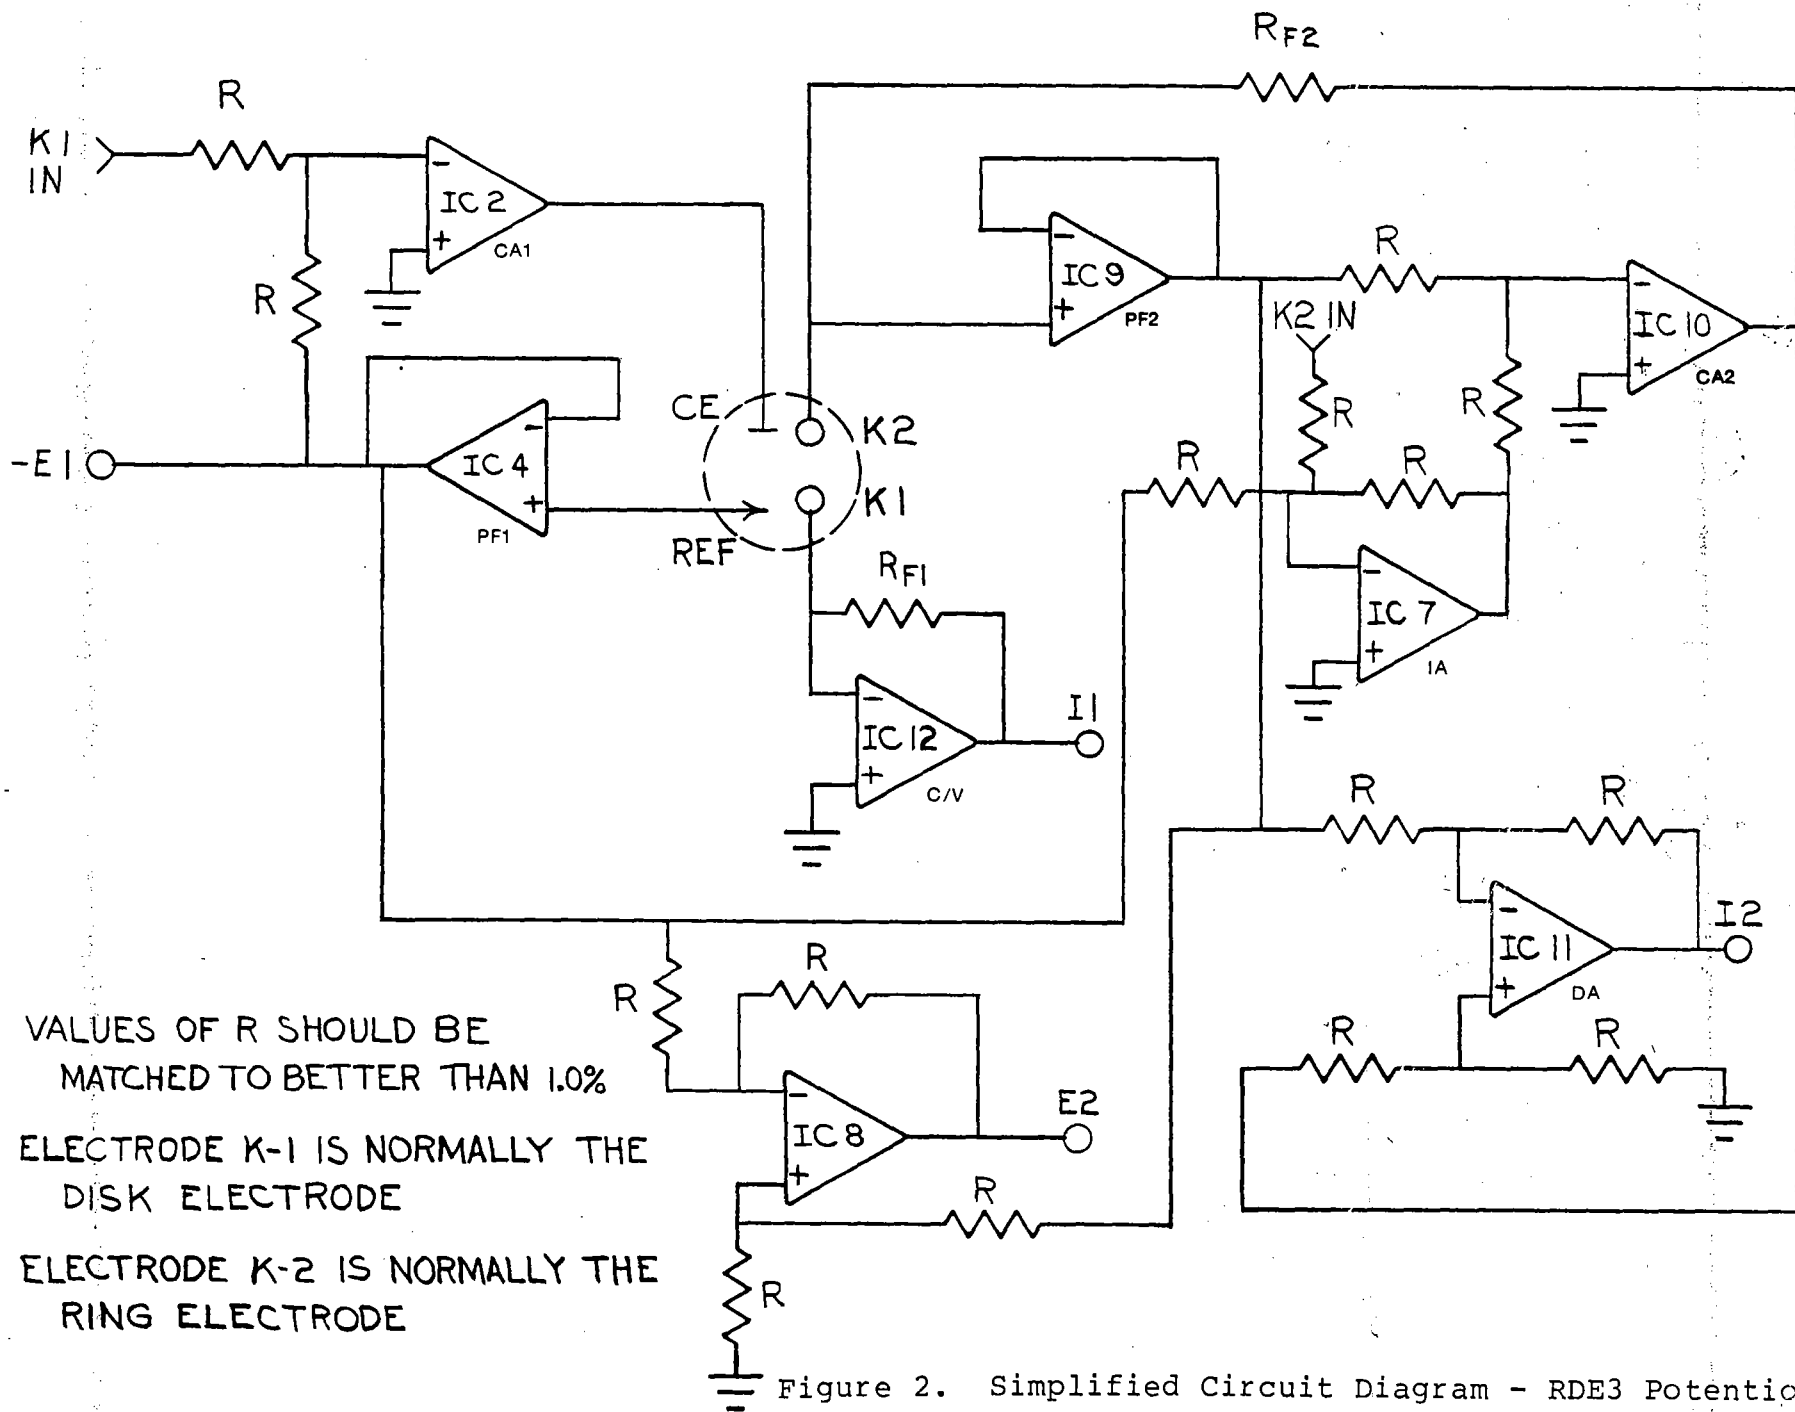 RF2
R
K1
IN
-
IC 2
+
CA1
R
-
IC 9
+
PF2
R
K2 IN
-
IC 10
+
CA2
R
R
R
R
-E1
-
IC 4
+
PF1
CE
K2
K1
REF
RF1
-
IC 7
+
IA
-
IC 12
+
C/V
I1
R
R
-
IC 11
+
DA
I2
R
R
R
R
-
IC 8
+
E2
R
R
VALUES OF R SHOULD BE
MATCHED TO BETTER THAN 1.0%
ELECTRODE K-1 IS NORMALLY THE
DISK ELECTRODE
ELECTRODE K-2 IS NORMALLY THE
RING ELECTRODE
Figure 2. Simplified Circuit Diagram - RDE3 Potentio